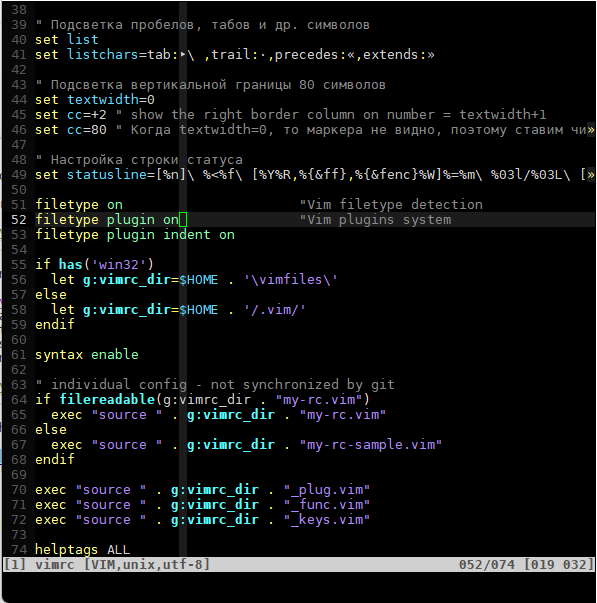 38
39 " Подсветка пробелов, табов и др. символов
40 set list
41 set listchars=tab:‣\ ,trail:·,precedes:«,extends:»
42
43 " Подсветка вертикальной границы 80 символов
44 set textwidth=0
45 set cc=+2 " show the right border column on number = textwidth+1
46 set cc=80 " Когда textwidth=0, то маркера не видно, поэтому ставим чи»
47
48 " Настройка строки статуса
49 set statusline=[%n]\ %<%f\ [%Y%R,%{&ff},%{&fenc}%W]%=%m\ %03l/%03L\ [»
50
51 filetype on                      "Vim filetype detection
52 filetype plugin on               "Vim plugins system
53 filetype plugin indent on
54
55 if has('win32')
56   let g:vimrc_dir=$HOME . '\vimfiles\'
57 else
58   let g:vimrc_dir=$HOME . '/.vim/'
59 endif
60
61 syntax enable
62
63 " individual config - not synchronized by git
64 if filereadable(g:vimrc_dir . "my-rc.vim")
65   exec "source " . g:vimrc_dir . "my-rc.vim"
66 else
67   exec "source " . g:vimrc_dir . "my-rc-sample.vim"
68 endif
69
70 exec "source " . g:vimrc_dir . "_plug.vim"
71 exec "source " . g:vimrc_dir . "_func.vim"
72 exec "source " . g:vimrc_dir . "_keys.vim"
73
74 helptags ALL
[1] vimrc [VIM,unix,utf-8] 052/074 [019 032]